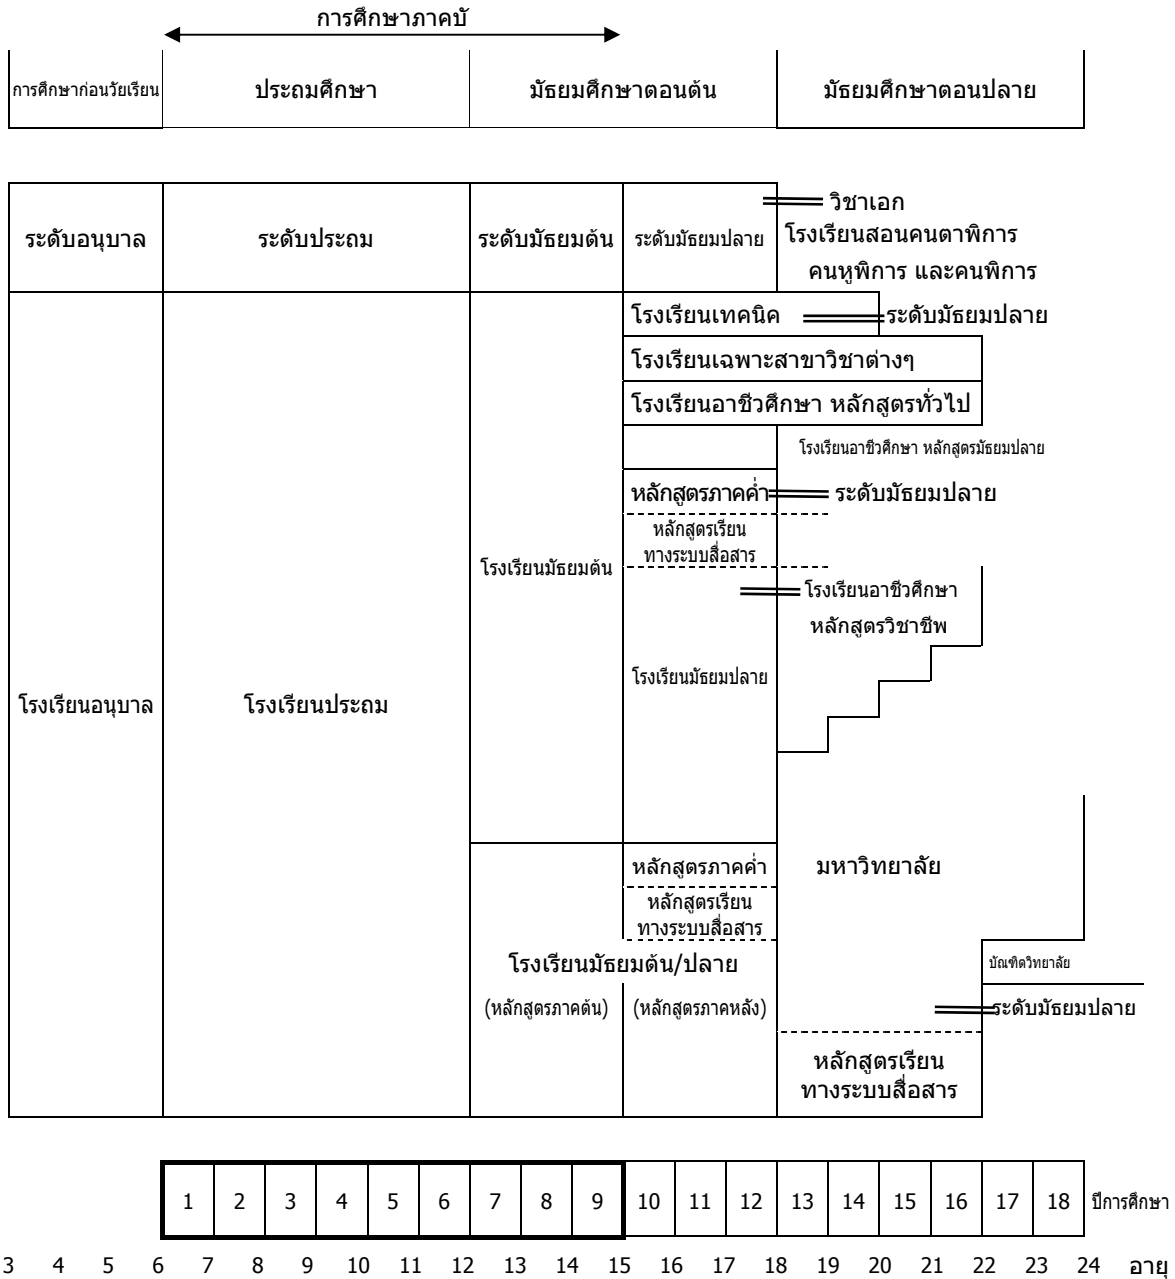 การศึกษาภาคบั
การศึกษาก่อนวัยเรียน ประถมศึกษา มัธยมศึกษาตอนต้น มัธยมศึกษาตอนปลาย
วิชาเอก
ระดับอนุบาล ระดับประถม ระดับมัธยมต้น ระดับมัธยมปลาย โรงเรียนสอนคนตาพิการ
คนหูพิการ และคนพิการ
โรงเรียนเทคนิค ระดับมัธยมปลาย
โรงเรียนเฉพาะสาขาวิชาต่างๆ
โรงเรียนอาชีวศึกษา หลักสูตรทั่วไป
โรงเรียนอาชีวศึกษา หลักสูตรมัธยมปลาย
หลักสูตรภาคค่ำ ระดับมัธยมปลาย
หลักสูตรเรียน
ทางระบบสื่อสาร
โรงเรียนมัธยมต้น
โรงเรียนอาชีวศึกษา
หลักสูตรวิชาชีพ
โรงเรียนมัธยมปลาย
โรงเรียนอนุบาล โรงเรียนประถม
หลักสูตรภาคค่ำ มหาวิทยาลัย
หลักสูตรเรียน
ทางระบบสื่อสาร
โรงเรียนมัธยมต้น/ปลาย บัณฑิตวิทยาลัย
(หลักสูตรภาคต้น) (หลักสูตรภาคหลัง) ระดับมัธยมปลาย
หลักสูตรเรียน
ทางระบบสื่อสาร
1 2 3 4 5 6 7 8 9 10 11 12 13 14 15 16 17 18 ปีการศึกษา
3 4 5 6 7 8 9 10 11 12 13 14 15 16 17 18 19 20 21 22 23 24 อายุ